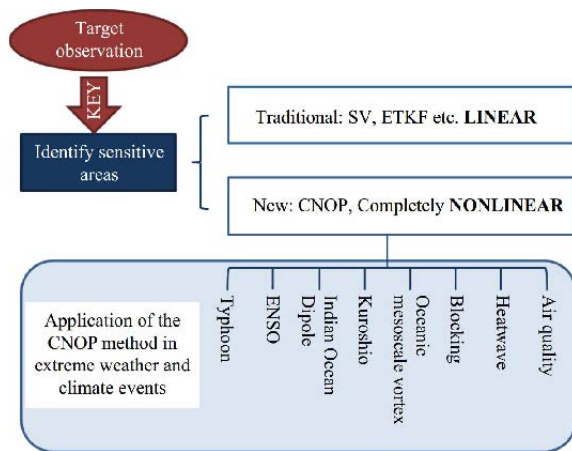 Target
observation
KEY
Identify sensitive
areas
Traditional: SV, ETKF etc. LINEAR
New: CNOP, Completely NONLINEAR
Application of the
CNOP method in
extreme weather and
climate events
Typhoon
ENSO
Indian Ocean
Dipole
Kuroshio
Oceanic
mesoscale vortex
Blocking
Heatwave
Air quality